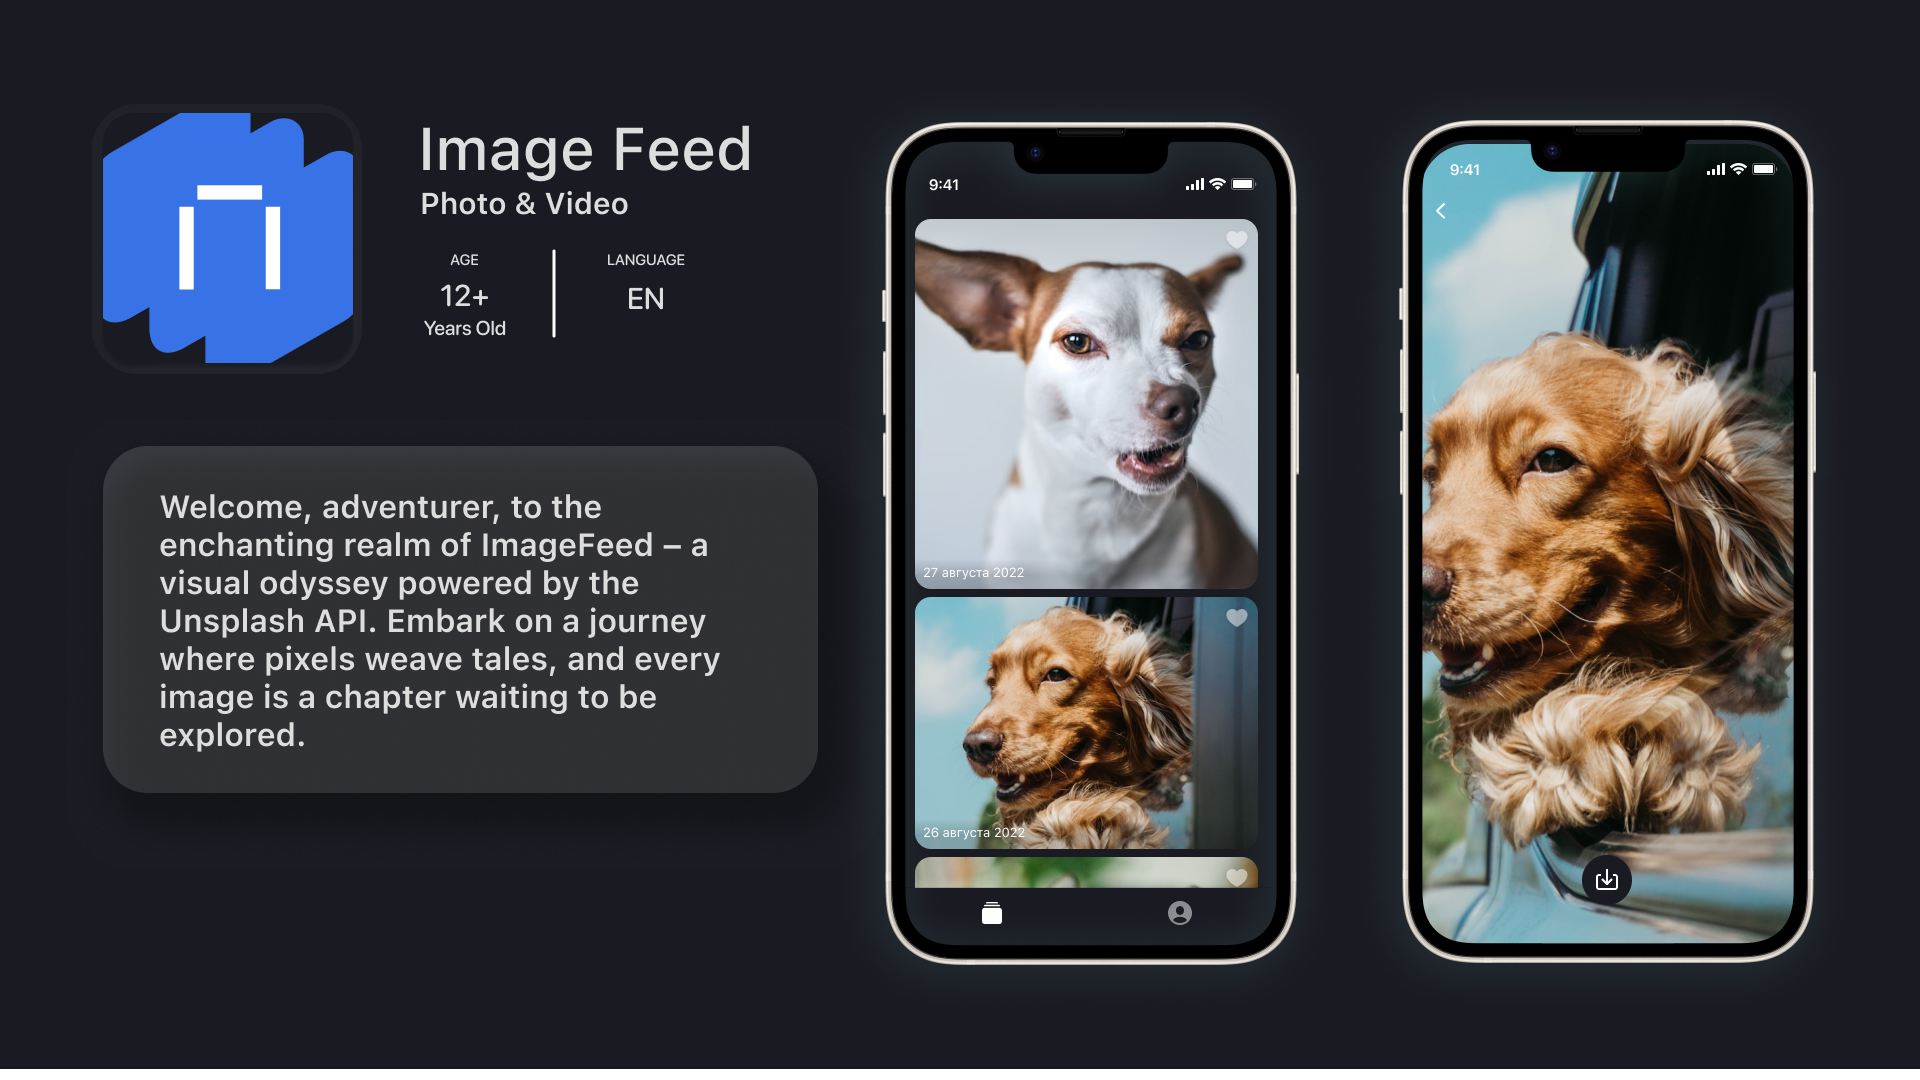 Image Feed
Photo & Video
AGE
12+
Years Old
LANGUAGE
EN
Welcome, adventurer, to the
enchanting realm of ImageFeed – a
visual odyssey powered by the
Unsplash API. Embark on a journey
where pixels weave tales, and every
image is a chapter waiting to be
explored.
9:41
27 августа 2022
26 августа 2022
9:41